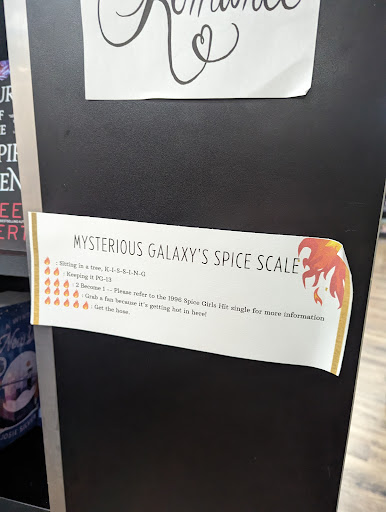 Romance
MYSTERIOUS GALAXY'S SPICE SCALE
🔥 : Sitting in a tree, K-I-S-S-I-N-G
🔥🔥 : Keeping it PG-13
🔥🔥🔥 : 2 Become 1 -- Please refer to the 1996 Spice Girls Hit single for more information
🔥🔥🔥🔥 : Grab a fan because it's getting hot in here!
🔥🔥🔥🔥🔥 : Get the hose.